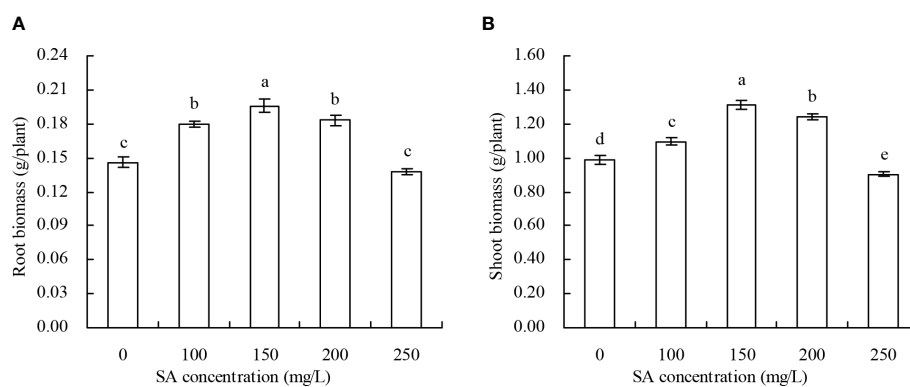 A
Root biomass (g/plant)
0.24
0.21
0.18
0.15
0.12
0.09
0.06
0.03
0.00
c
b
a
b
c
0 100 150 200 250
SA concentration (mg/L)
B
Shoot biomass (g/plant)
1.60
1.40
1.20
1.00
0.80
0.60
0.40
0.20
0.00
d
c
a
b
e
0 100 150 200 250
SA concentration (mg/L)